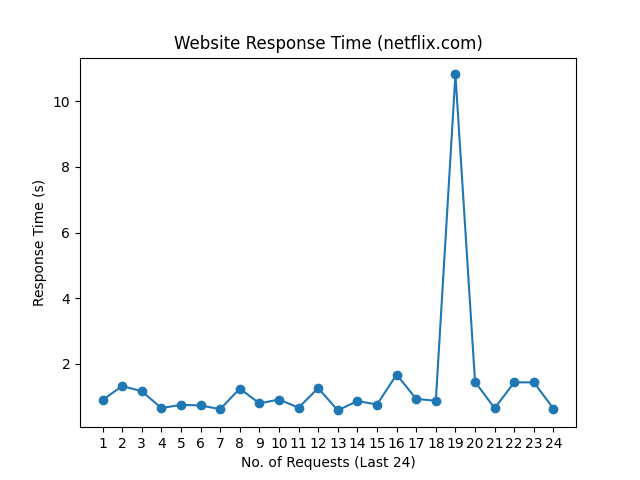 Website Response Time (netflix.com)
Response Time (s)
10
8
6
4
2
1 2 3 4 5 6 7 8 9 10 11 12 13 14 15 16 17 18 19 20 21 22 23 24
No. of Requests (Last 24)